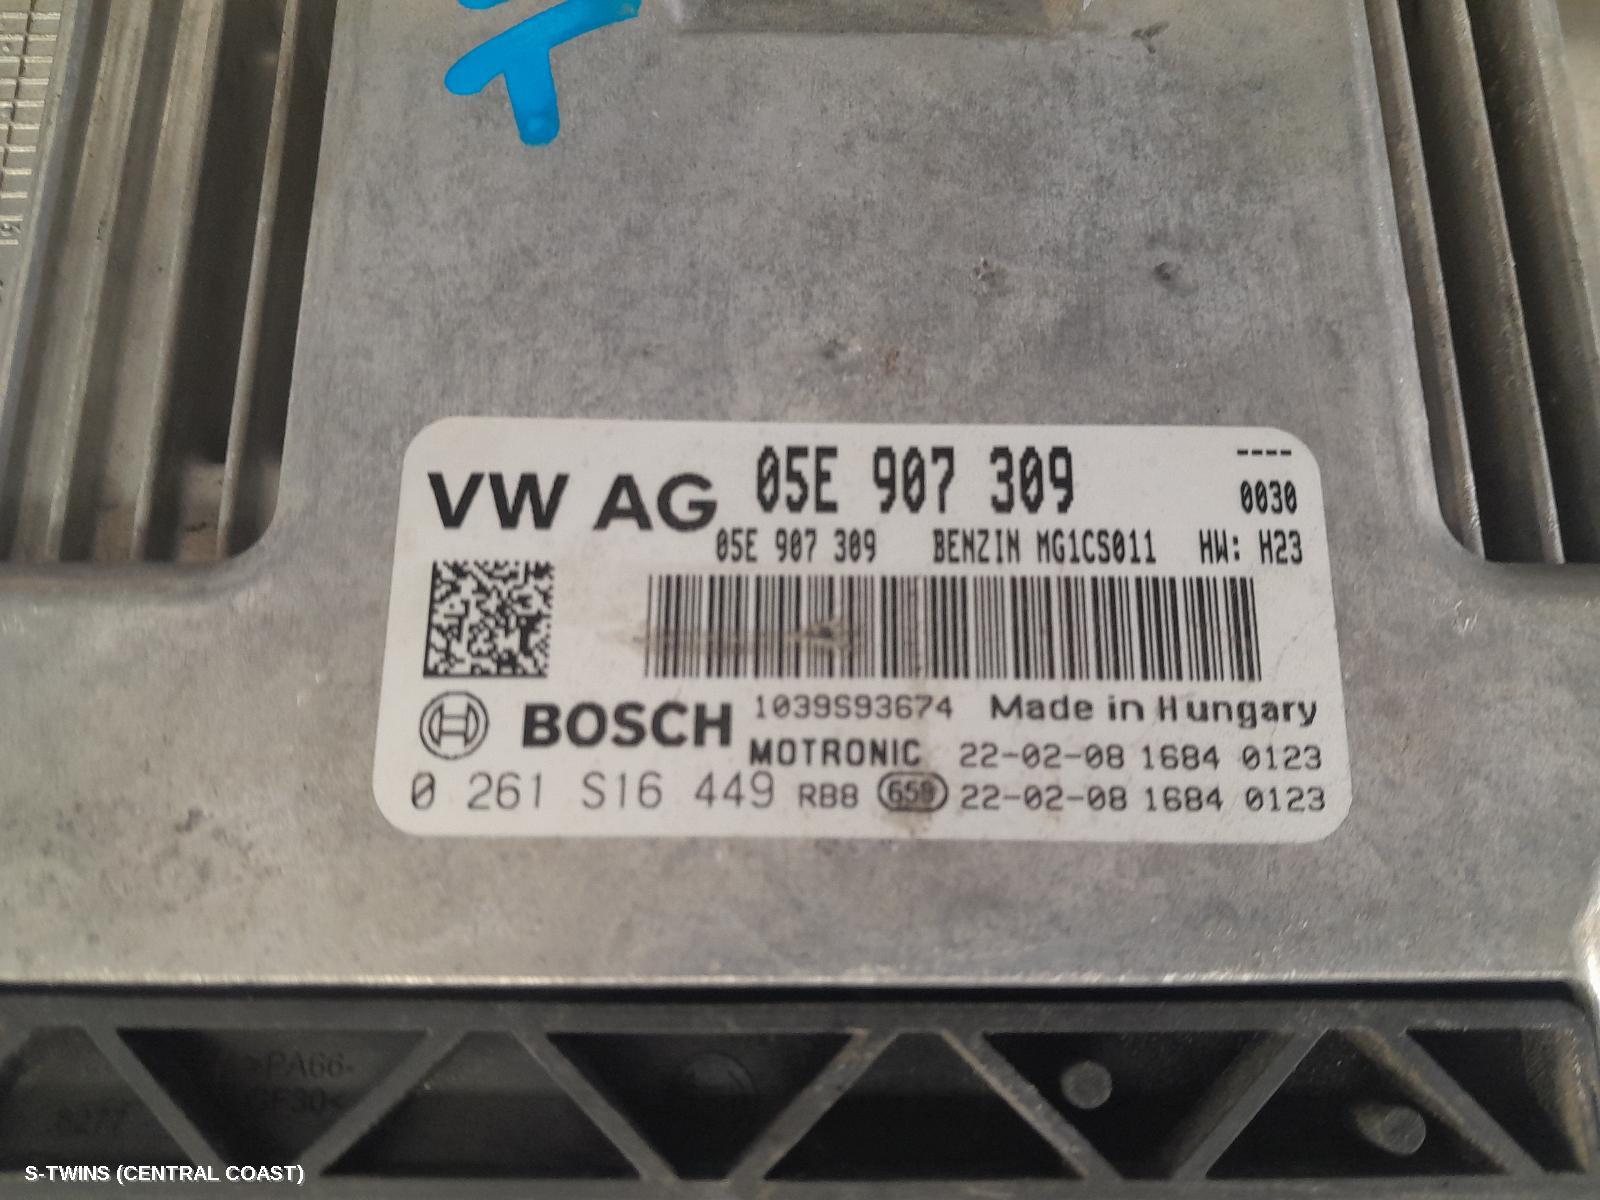 VW AG 05E 907 309 ----
0030
05E 907 309 BENZIN MG1CS011 HW: H23
BOSCH 1039S93674 Made in Hungary
MOTRONIC 22-02-08 1684 0123
0 261 S16 449 RB8 658 22-02-08 1684 0123
>PA66-
GF30<
S-TWINS (CENTRAL COAST)